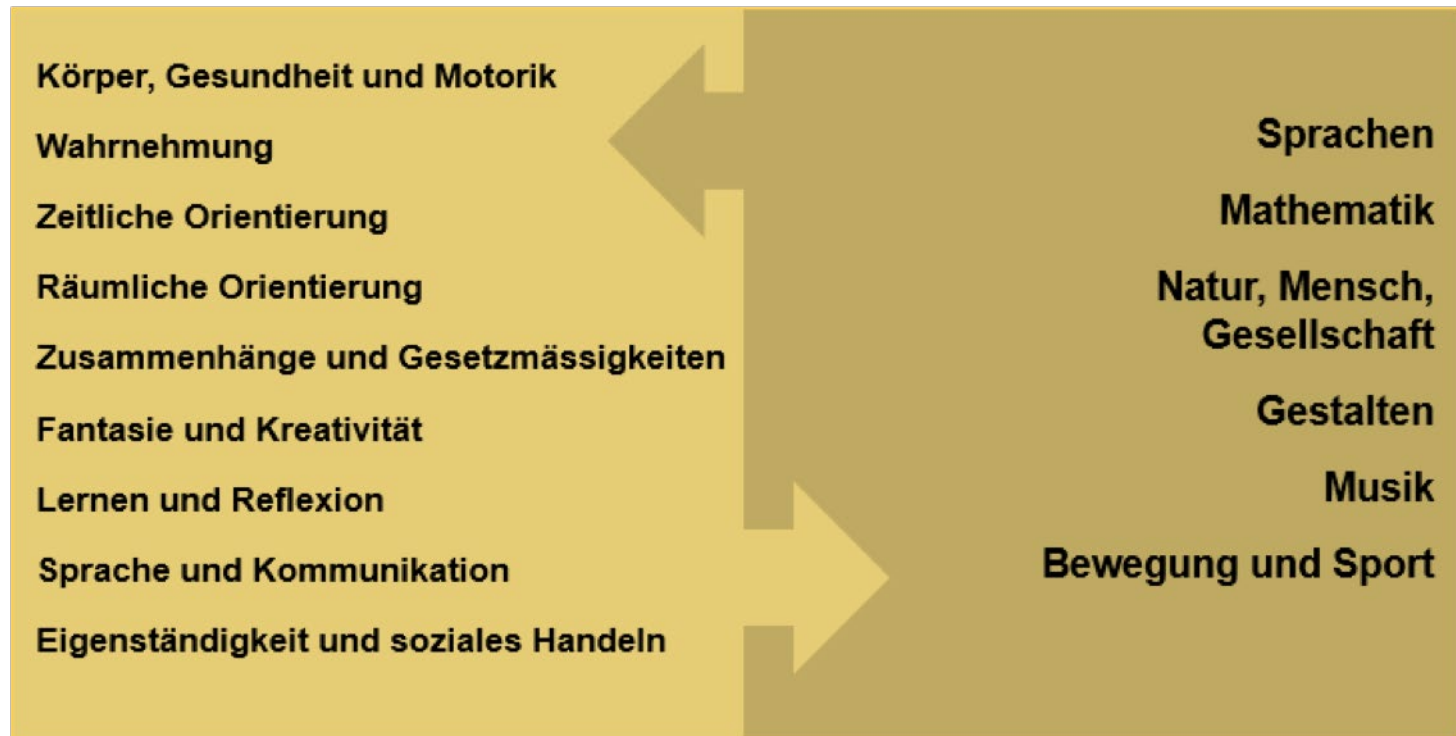 Körper, Gesundheit und Motorik
Wahrnehmung
Zeitliche Orientierung
Räumliche Orientierung
Zusammenhänge und Gesetzmässigkeiten
Fantasie und Kreativität
Lernen und Reflexion
Sprache und Kommunikation
Eigenständigkeit und soziales Handeln
Sprachen
Mathematik
Natur, Mensch,
Gesellschaft
Gestalten
Musik
Bewegung und Sport